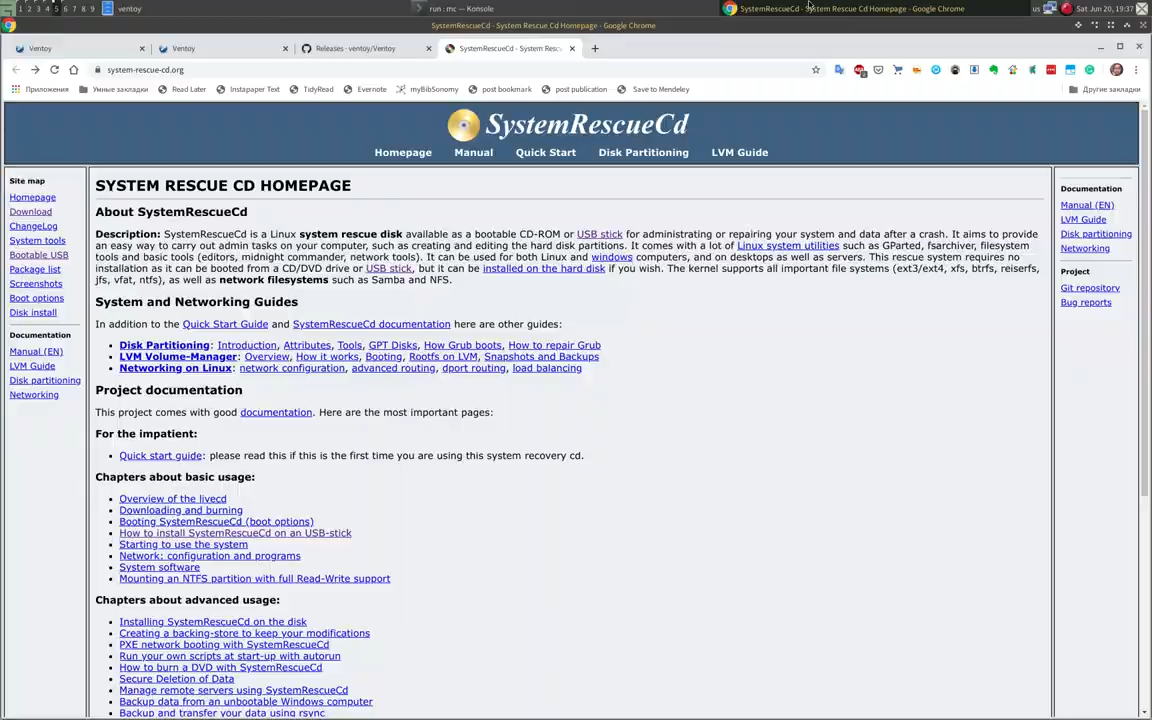 1 2 3 4 5 6 7 8 9 ventoy run : mc — Konsole SystemRescueCd - System Rescue Cd Homepage - Google Chrome us Sat Jun 20, 19:37
SystemRescueCd - System Rescue Cd Homepage - Google Chrome
Ventoy Ventoy Releases · ventoy/Ventoy SystemRescueCd - System Resc
system-rescue-cd.org
Приложения Умные закладки Read Later Instapaper Text TidyRead Evernote myBibSonomy post bookmark post publication Save to Mendeley Другие закладки
SystemRescueCd
Homepage Manual Quick Start Disk Partitioning LVM Guide
Site map
Homepage
Download
ChangeLog
System tools
Bootable USB
Package list
Screenshots
Boot options
Disk install
Documentation
Manual (EN)
LVM Guide
Disk partitioning
Networking
SYSTEM RESCUE CD HOMEPAGE
About SystemRescueCd
Description: SystemRescueCd is a Linux system rescue disk available as a bootable CD-ROM or USB stick for administrating or repairing your system and data after a crash. It aims to provide
an easy way to carry out admin tasks on your computer, such as creating and editing the hard disk partitions. It comes with a lot of Linux system utilities such as GParted, fsarchiver, filesystem
tools and basic tools (editors, midnight commander, network tools). It can be used for both Linux and windows computers, and on desktops as well as servers. This rescue system requires no
installation as it can be booted from a CD/DVD drive or USB stick, but it can be installed on the hard disk if you wish. The kernel supports all important file systems (ext3/ext4, xfs, btrfs, reiserfs,
jfs, vfat, ntfs), as well as network filesystems such as Samba and NFS.
System and Networking Guides
In addition to the Quick Start Guide and SystemRescueCd documentation here are other guides:
Disk Partitioning: Introduction, Attributes, Tools, GPT Disks, How Grub boots, How to repair Grub
LVM Volume-Manager: Overview, How it works, Booting, Rootfs on LVM, Snapshots and Backups
Networking on Linux: network configuration, advanced routing, dport routing, load balancing
Project documentation
This project comes with good documentation. Here are the most important pages:
For the impatient:
Quick start guide: please read this if this is the first time you are using this system recovery cd.
Chapters about basic usage:
Overview of the livecd
Downloading and burning
Booting SystemRescueCd (boot options)
How to install SystemRescueCd on an USB-stick
Starting to use the system
Network: configuration and programs
System software
Mounting an NTFS partition with full Read-Write support
Chapters about advanced usage:
Installing SystemRescueCd on the disk
Creating a backing-store to keep your modifications
PXE network booting with SystemRescueCd
Run your own scripts at start-up with autorun
How to burn a DVD with SystemRescueCd
Secure Deletion of Data
Manage remote servers using SystemRescueCd
Backup data from an unbootable Windows computer
Backup and transfer your data using rsync
Documentation
Manual (EN)
LVM Guide
Disk partitioning
Networking
Project
Git repository
Bug reports